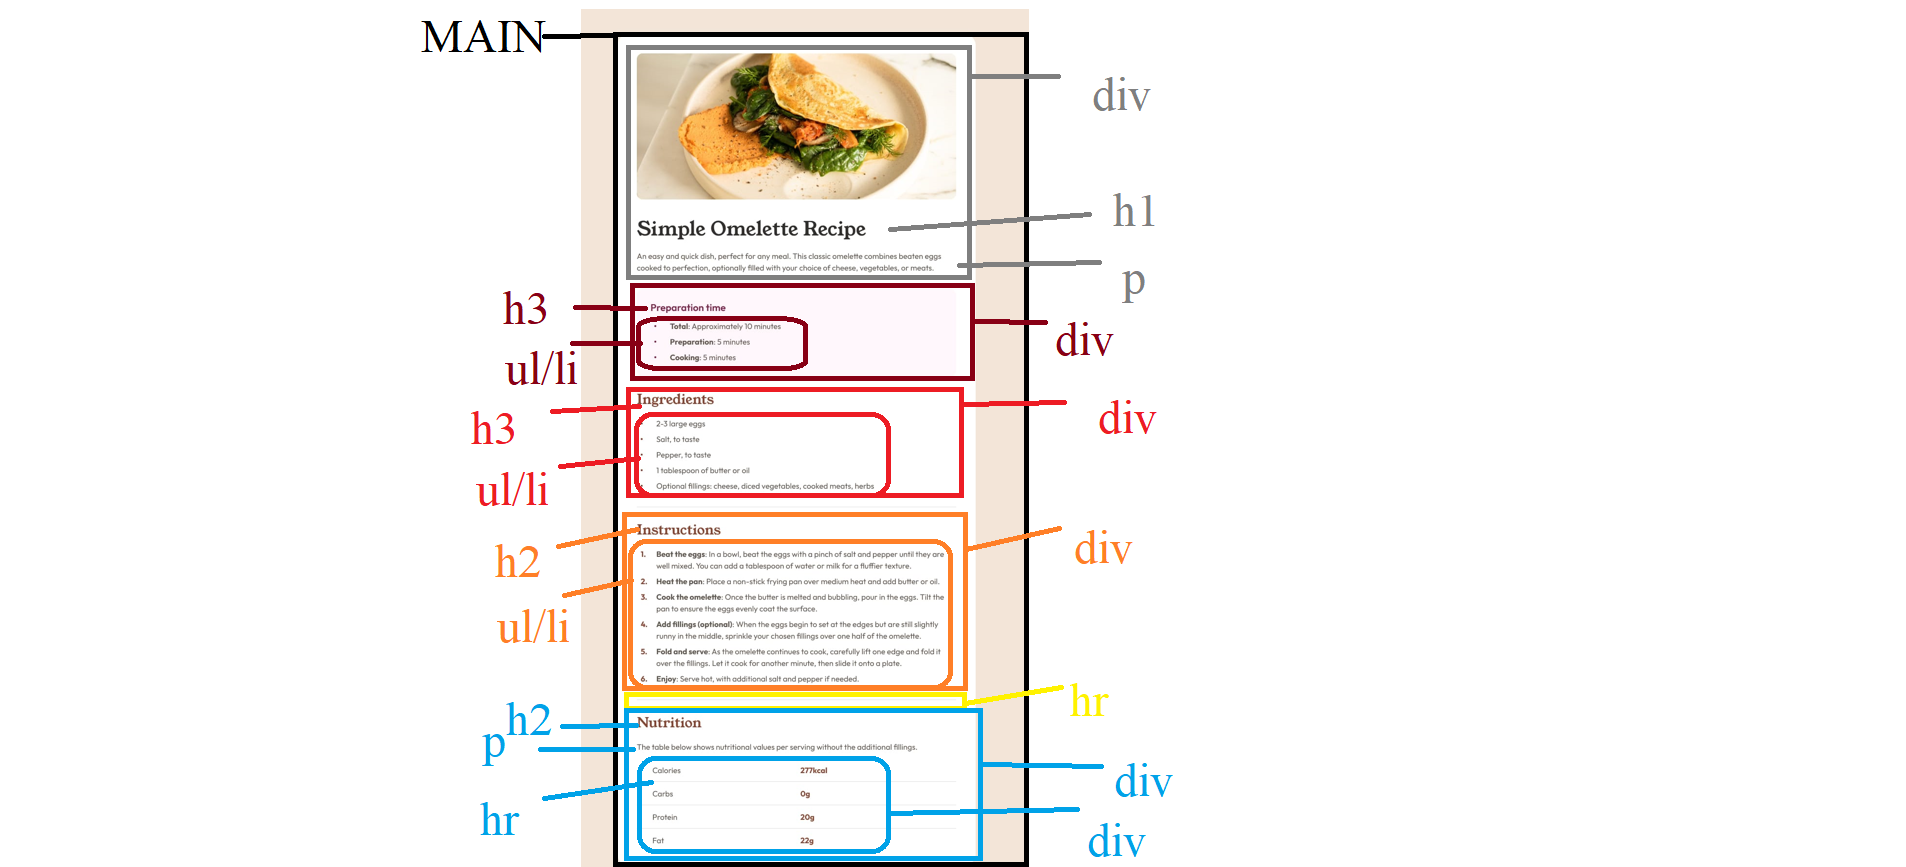 MAIN
div
h1
Simple Omelette Recipe
p
An easy and quick dish, perfect for any meal. This classic omelette combines beaten eggs
cooked to perfection, optionally filled with your choice of cheese, vegetables, or meats.
h3
Preparation time
div
ul/li
• Total: Approximately 10 minutes
• Preparation: 5 minutes
• Cooking: 5 minutes
h3
Ingredients
div
ul/li
2-3 large eggs
• Salt, to taste
• Pepper, to taste
• 1 tablespoon of butter or oil
Optional fillings: cheese, diced vegetables, cooked meats, herbs
h2
Instructions
div
ul/li
1. Beat the eggs: In a bowl, beat the eggs with a pinch of salt and pepper until they are
well mixed. You can add a tablespoon of water or milk for a fluffier texture.
2. Heat the pan: Place a non-stick frying pan over medium heat and add butter or oil.
3. Cook the omelette: Once the butter is melted and bubbling, pour in the eggs. Tilt the
pan to ensure the eggs evenly coat the surface.
4. Add fillings (optional): When the eggs begin to set at the edges but are still slightly
runny in the middle, sprinkle your chosen fillings over one half of the omelette.
5. Fold and serve: As the omelette continues to cook, carefully lift one edge and fold it
over the fillings. Let it cook for another minute, then slide it onto a plate.
6. Enjoy: Serve hot, with additional salt and pepper if needed.
hr
h2
Nutrition
p
The table below shows nutritional values per serving without the additional fillings.
div
hr
div
Calories 277kcal
Carbs 0g
Protein 20g
Fat 22g